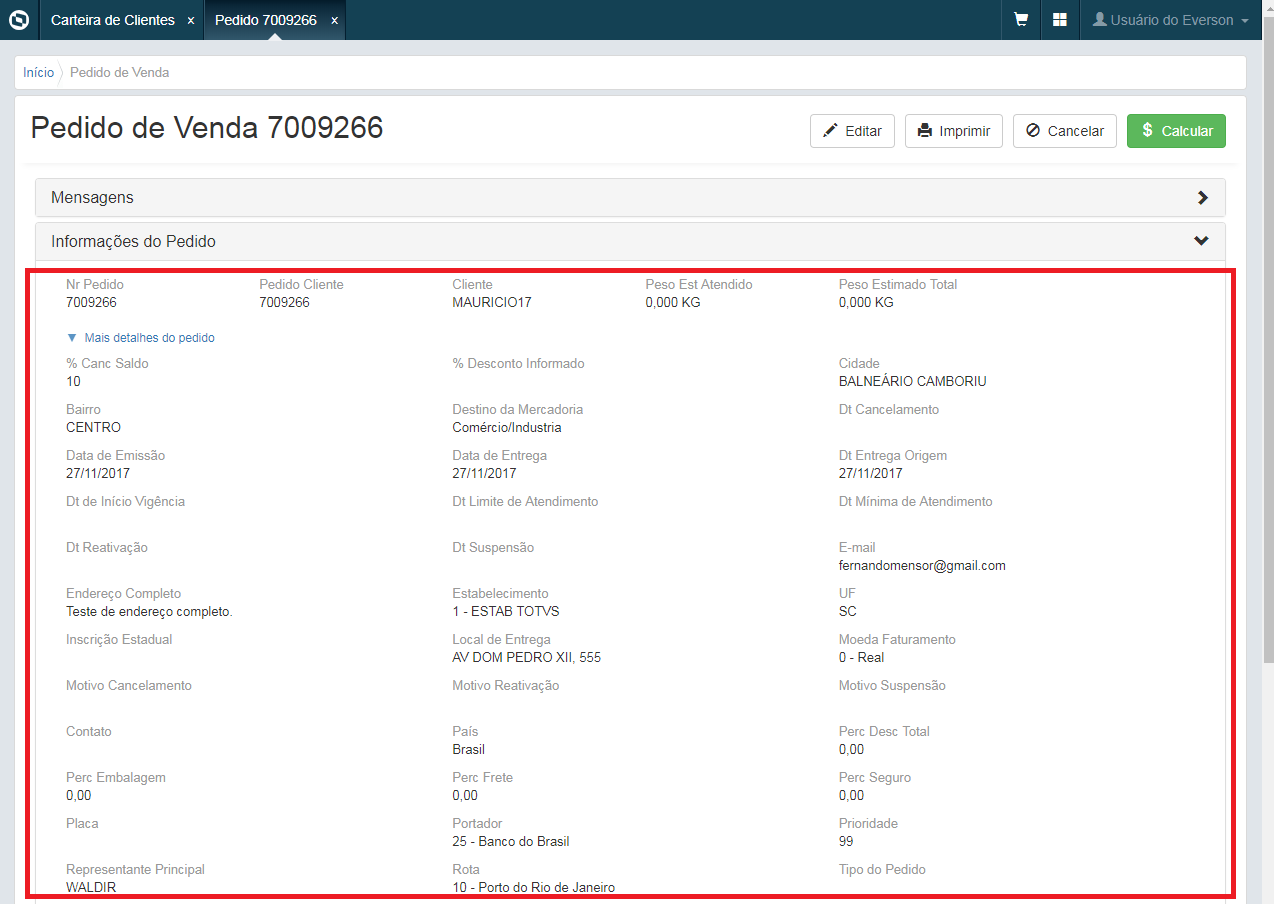 Carteira de Clientes x Pedido 7009266 x Usuário do Everson
Início Pedido de Venda
Pedido de Venda 7009266
Editar Imprimir Cancelar $ Calcular
Mensagens
Informações do Pedido
Nr Pedido Pedido Cliente Cliente Peso Est Atendido Peso Estimado Total
7009266 7009266 MAURICIO17 0,000 KG 0,000 KG
Mais detalhes do pedido
% Canc Saldo % Desconto Informado Cidade
10 BALNEÁRIO CAMBORIU
Bairro Destino da Mercadoria Dt Cancelamento
CENTRO Comércio/Industria
Data de Emissão Data de Entrega Dt Entrega Origem
27/11/2017 27/11/2017 27/11/2017
Dt de Início Vigência Dt Limite de Atendimento Dt Mínima de Atendimento
Dt Reativação Dt Suspensão E-mail
fernandomensor@gmail.com
Endereço Completo Estabelecimento UF
Teste de endereço completo. 1 - ESTAB TOTVS SC
Inscrição Estadual Local de Entrega Moeda Faturamento
AV DOM PEDRO XII, 555 0 - Real
Motivo Cancelamento Motivo Reativação Motivo Suspensão
Contato País Perc Desc Total
Brasil 0,00
Perc Embalagem Perc Frete Perc Seguro
0,00 0,00 0,00
Placa Portador Prioridade
25 - Banco do Brasil 99
Representante Principal Rota Tipo do Pedido
WALDIR 10 - Porto do Rio de Janeiro